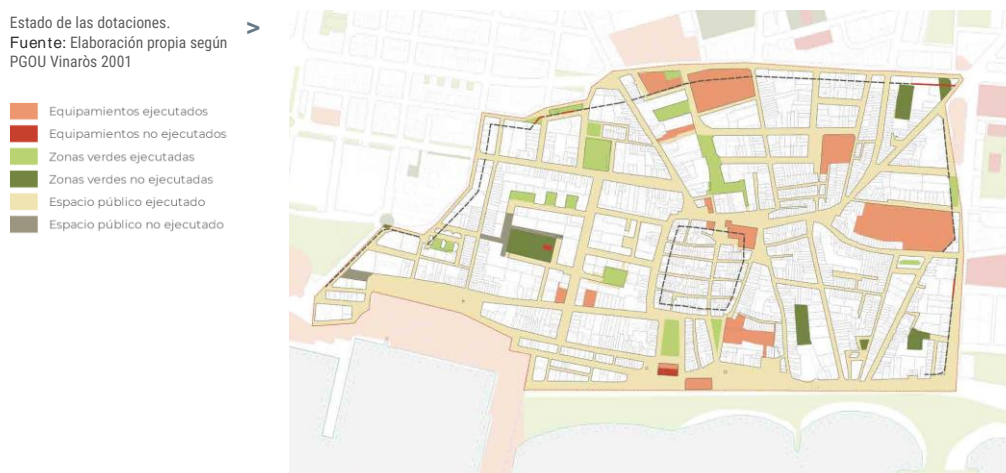 Estado de las dotaciones.
Fuente: Elaboración propia según
PGOU Vinaròs 2001
>
Equipamientos ejecutados
Equipamientos no ejecutados
Zonas verdes ejecutadas
Zonas verdes no ejecutadas
Espacio público ejecutado
Espacio público no ejecutado